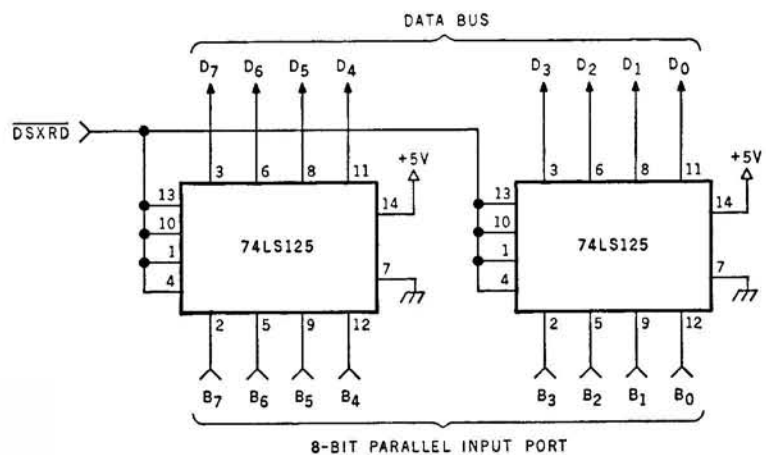 DATA BUS
D7 D6 D5 D4 D3 D2 D1 D0
DSXRD
+5V +5V
3 6 8 11 3 6 8 11
13 14 13 14
10 10
74LS125 74LS125
1 7 1 7
4 4
2 5 9 12 2 5 9 12
B7 B6 B5 B4 B3 B2 B1 B0
8-BIT PARALLEL INPUT PORT